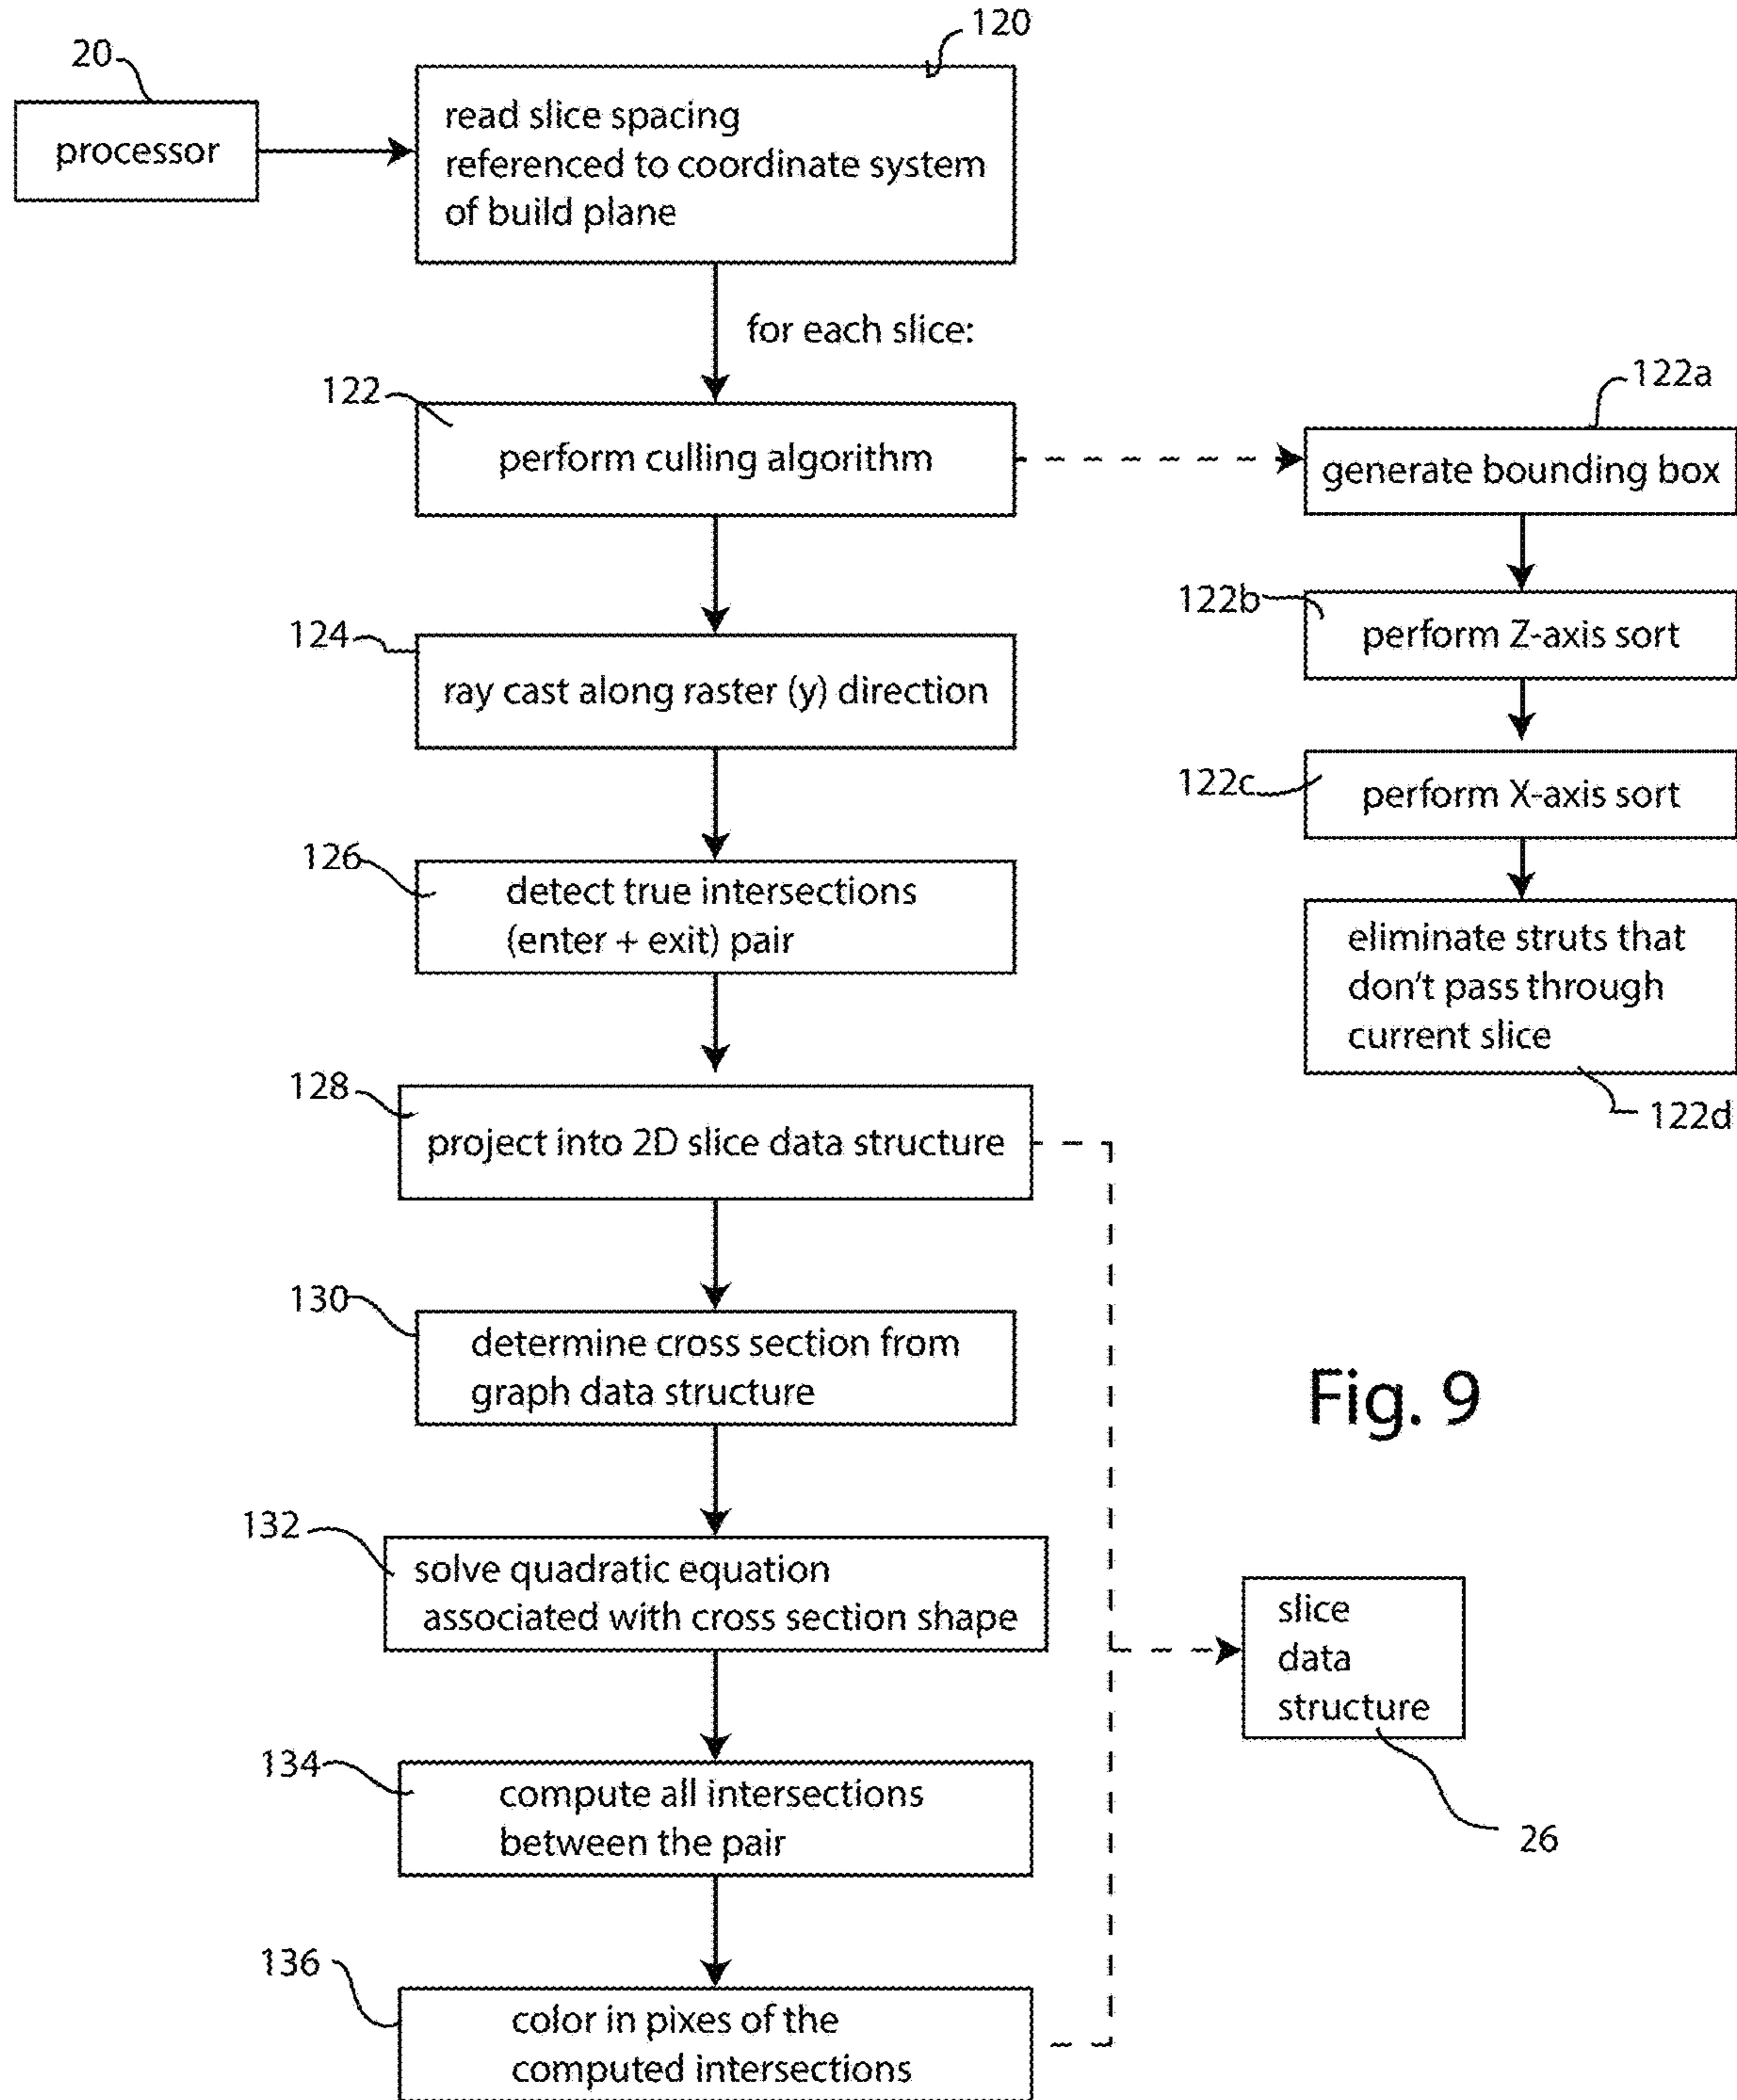 120
20
processor
read slice spacing
referenced to coordinate system
of build plane
for each slice:
122
perform culling algorithm
122a
generate bounding box
122b
perform Z-axis sort
122c
perform X-axis sort
eliminate struts that
don't pass through
current slice
122d
124
ray cast along raster (y) direction
126
detect true intersections
(enter + exit) pair
128
project into 2D slice data structure
130
determine cross section from
graph data structure
Fig. 9
132
solve quadratic equation
associated with cross section shape
slice
data
structure
26
134
compute all intersections
between the pair
136
color in pixes of the
computed intersections